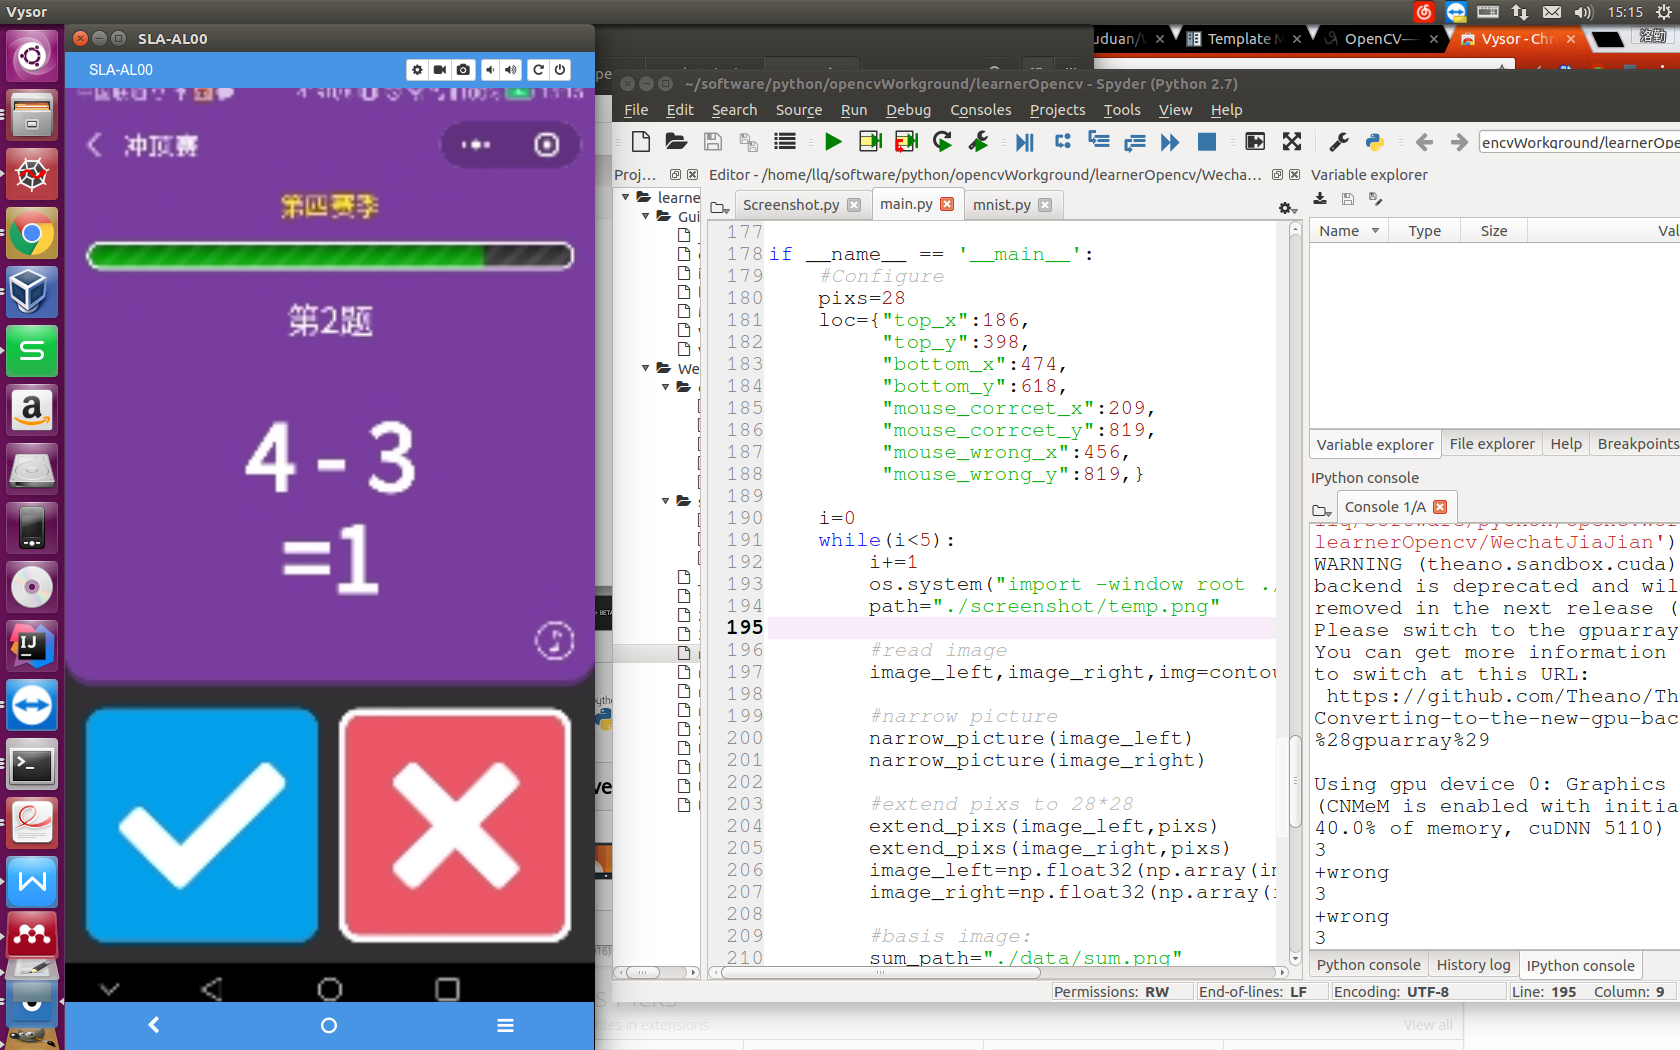 Vysor
15:15
SLA-AL00
SLA-AL00
冲顶赛
第四赛季
第2题
4 - 3
=1
Template M
OpenCV—
Vysor - Chr
洛勤
~/software/python/opencvWorkground/learnerOpencv - Spyder (Python 2.7)
File Edit Search Source Run Debug Consoles Projects Tools View Help
encvWorkground/learnerOpe
Proj...
learne
Gui
We
Editor - /home/llq/software/python/opencvWorkground/learnerOpencv/Wecha...
Screenshot.py
main.py
mnist.py
177
178 if __name__ == '__main__':
179 #Configure
180 pixs=28
181 loc={"top_x":186,
182 "top_y":398,
183 "bottom_x":474,
184 "bottom_y":618,
185 "mouse_corrcet_x":209,
186 "mouse_corrcet_y":819,
187 "mouse_wrong_x":456,
188 "mouse_wrong_y":819,}
189
190 i=0
191 while(i<5):
192 i+=1
193 os.system("import -window root ./
194 path="./screenshot/temp.png"
195
196 #read image
197 image_left,image_right,img=contou
198
199 #narrow picture
200 narrow_picture(image_left)
201 narrow_picture(image_right)
202
203 #extend pixs to 28*28
204 extend_pixs(image_left,pixs)
205 extend_pixs(image_right,pixs)
206 image_left=np.float32(np.array(im
207 image_right=np.float32(np.array(i
208
209 #basis image:
210 sum_path="./data/sum.png"
Variable explorer
Name Type Size Val
Variable explorer File explorer Help Breakpoints
IPython console
Console 1/A
learnerOpencv/WechatJiaJian')
WARNING (theano.sandbox.cuda)
backend is deprecated and wil
removed in the next release (
Please switch to the gpuarray
You can get more information
to switch at this URL:
https://github.com/Theano/Th
Converting-to-the-new-gpu-bac
%28gpuarray%29
Using gpu device 0: Graphics
(CNMeM is enabled with initia
40.0% of memory, cuDNN 5110)
3
+wrong
3
+wrong
3
Python console History log IPython console
Permissions: RW End-of-lines: LF Encoding: UTF-8 Line: 195 Column: 9
ites in extensions
View all